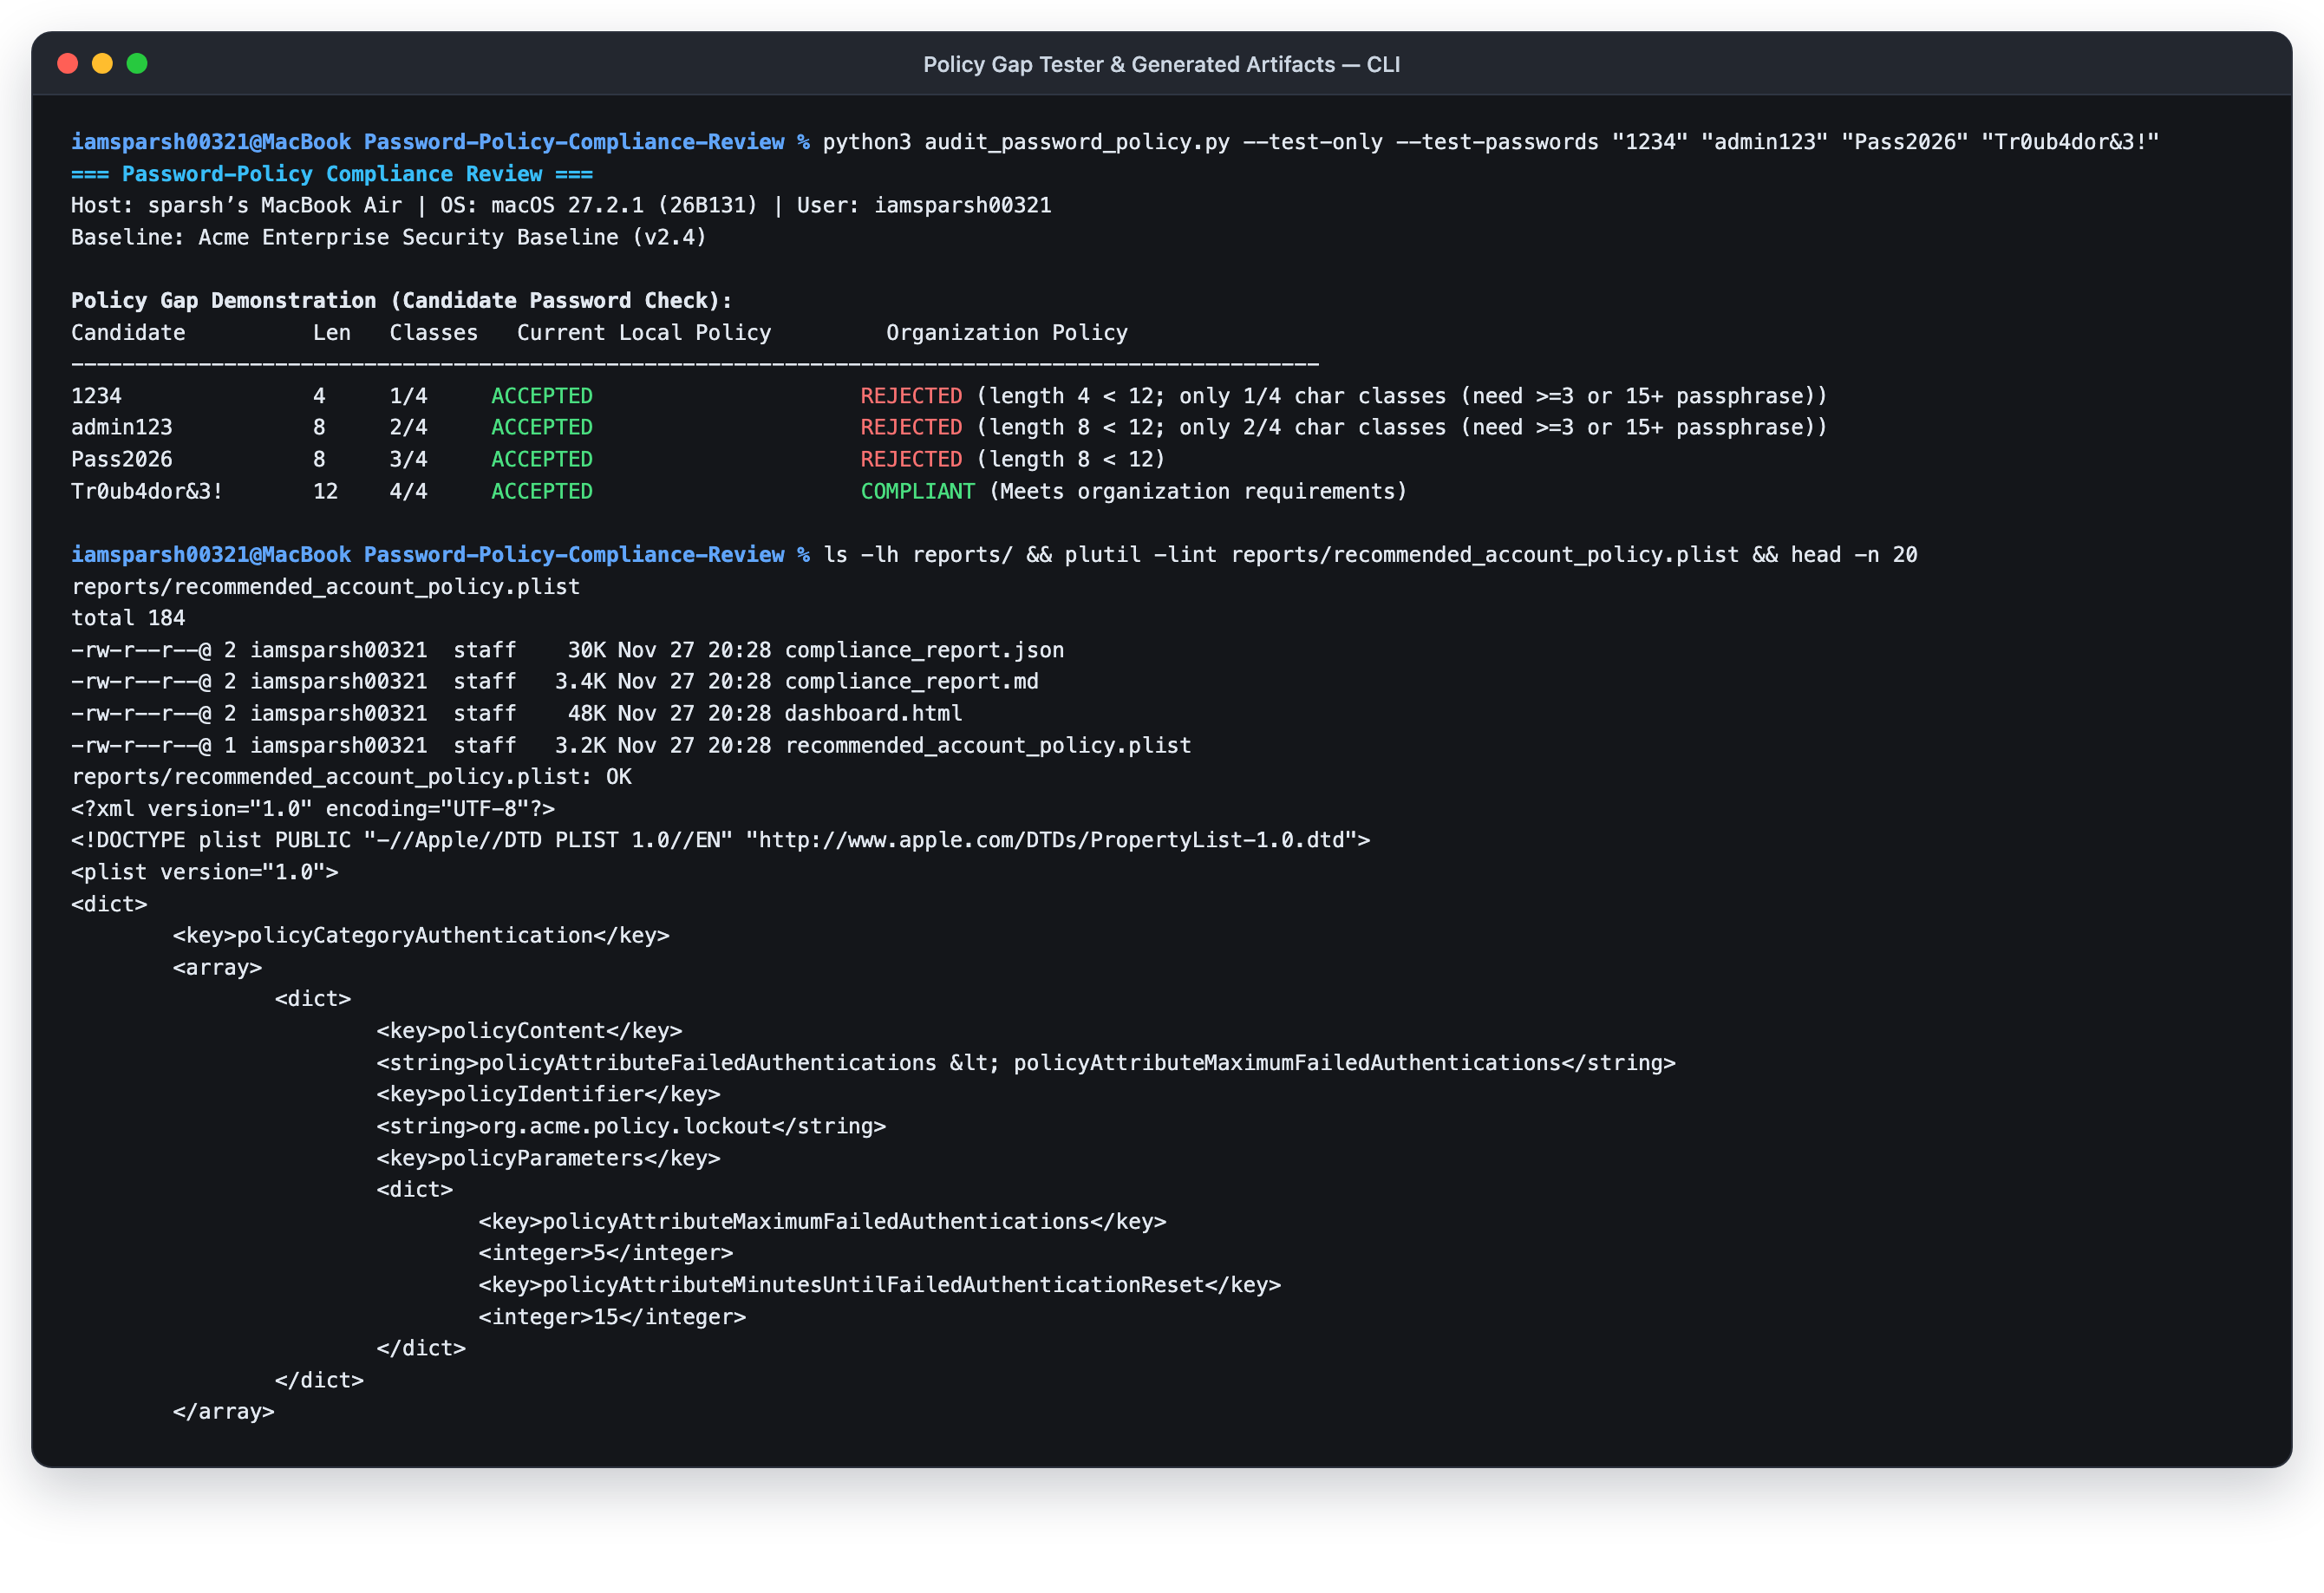 Policy Gap Tester & Generated Artifacts — CLI
iamsparsh00321@MacBook Password-Policy-Compliance-Review % python3 audit_password_policy.py --test-only --test-passwords "1234" "admin123" "Pass2026" "Tr0ub4dor&3!"
=== Password-Policy Compliance Review ===
Host: sparsh’s MacBook Air | OS: macOS 27.2.1 (26B131) | User: iamsparsh00321
Baseline: Acme Enterprise Security Baseline (v2.4)
Policy Gap Demonstration (Candidate Password Check):
Candidate          Len   Classes   Current Local Policy         Organization Policy
--------------------------------------------------------------------------------------------------
1234               4     1/4     ACCEPTED                     REJECTED (length 4 < 12; only 1/4 char classes (need >=3 or 15+ passphrase))
admin123           8     2/4     ACCEPTED                     REJECTED (length 8 < 12; only 2/4 char classes (need >=3 or 15+ passphrase))
Pass2026           8     3/4     ACCEPTED                     REJECTED (length 8 < 12)
Tr0ub4dor&3!       12    4/4     ACCEPTED                     COMPLIANT (Meets organization requirements)
iamsparsh00321@MacBook Password-Policy-Compliance-Review % ls -lh reports/ && plutil -lint reports/recommended_account_policy.plist && head -n 20
reports/recommended_account_policy.plist
total 184
-rw-r--r--@ 2 iamsparsh00321  staff    30K Nov 27 20:28 compliance_report.json
-rw-r--r--@ 2 iamsparsh00321  staff   3.4K Nov 27 20:28 compliance_report.md
-rw-r--r--@ 2 iamsparsh00321  staff    48K Nov 27 20:28 dashboard.html
-rw-r--r--@ 1 iamsparsh00321  staff   3.2K Nov 27 20:28 recommended_account_policy.plist
reports/recommended_account_policy.plist: OK
<?xml version="1.0" encoding="UTF-8"?>
<!DOCTYPE plist PUBLIC "-//Apple//DTD PLIST 1.0//EN" "http://www.apple.com/DTDs/PropertyList-1.0.dtd">
<plist version="1.0">
<dict>
        <key>policyCategoryAuthentication</key>
        <array>
                <dict>
                        <key>policyContent</key>
                        <string>policyAttributeFailedAuthentications &lt; policyAttributeMaximumFailedAuthentications</string>
                        <key>policyIdentifier</key>
                        <string>org.acme.policy.lockout</string>
                        <key>policyParameters</key>
                        <dict>
                                <key>policyAttributeMaximumFailedAuthentications</key>
                                <integer>5</integer>
                                <key>policyAttributeMinutesUntilFailedAuthenticationReset</key>
                                <integer>15</integer>
                        </dict>
                </dict>
        </array>